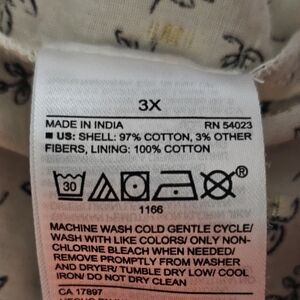 3X
MADE IN INDIA RN 54023
■ US: SHELL: 97% COTTON, 3% OTHER
FIBERS, LINING: 100% COTTON
30 ®
1166
MACHINE WASH COLD GENTLE CYCLE/
WASH WITH LIKE COLORS/ ONLY NON-
CHLORINE BLEACH WHEN NEEDED/
REMOVE PROMPTLY FROM WASHER
AND DRYER/ TUMBLE DRY LOW/ COOL
IRON/ DO NOT DRY CLEAN
CA 17897